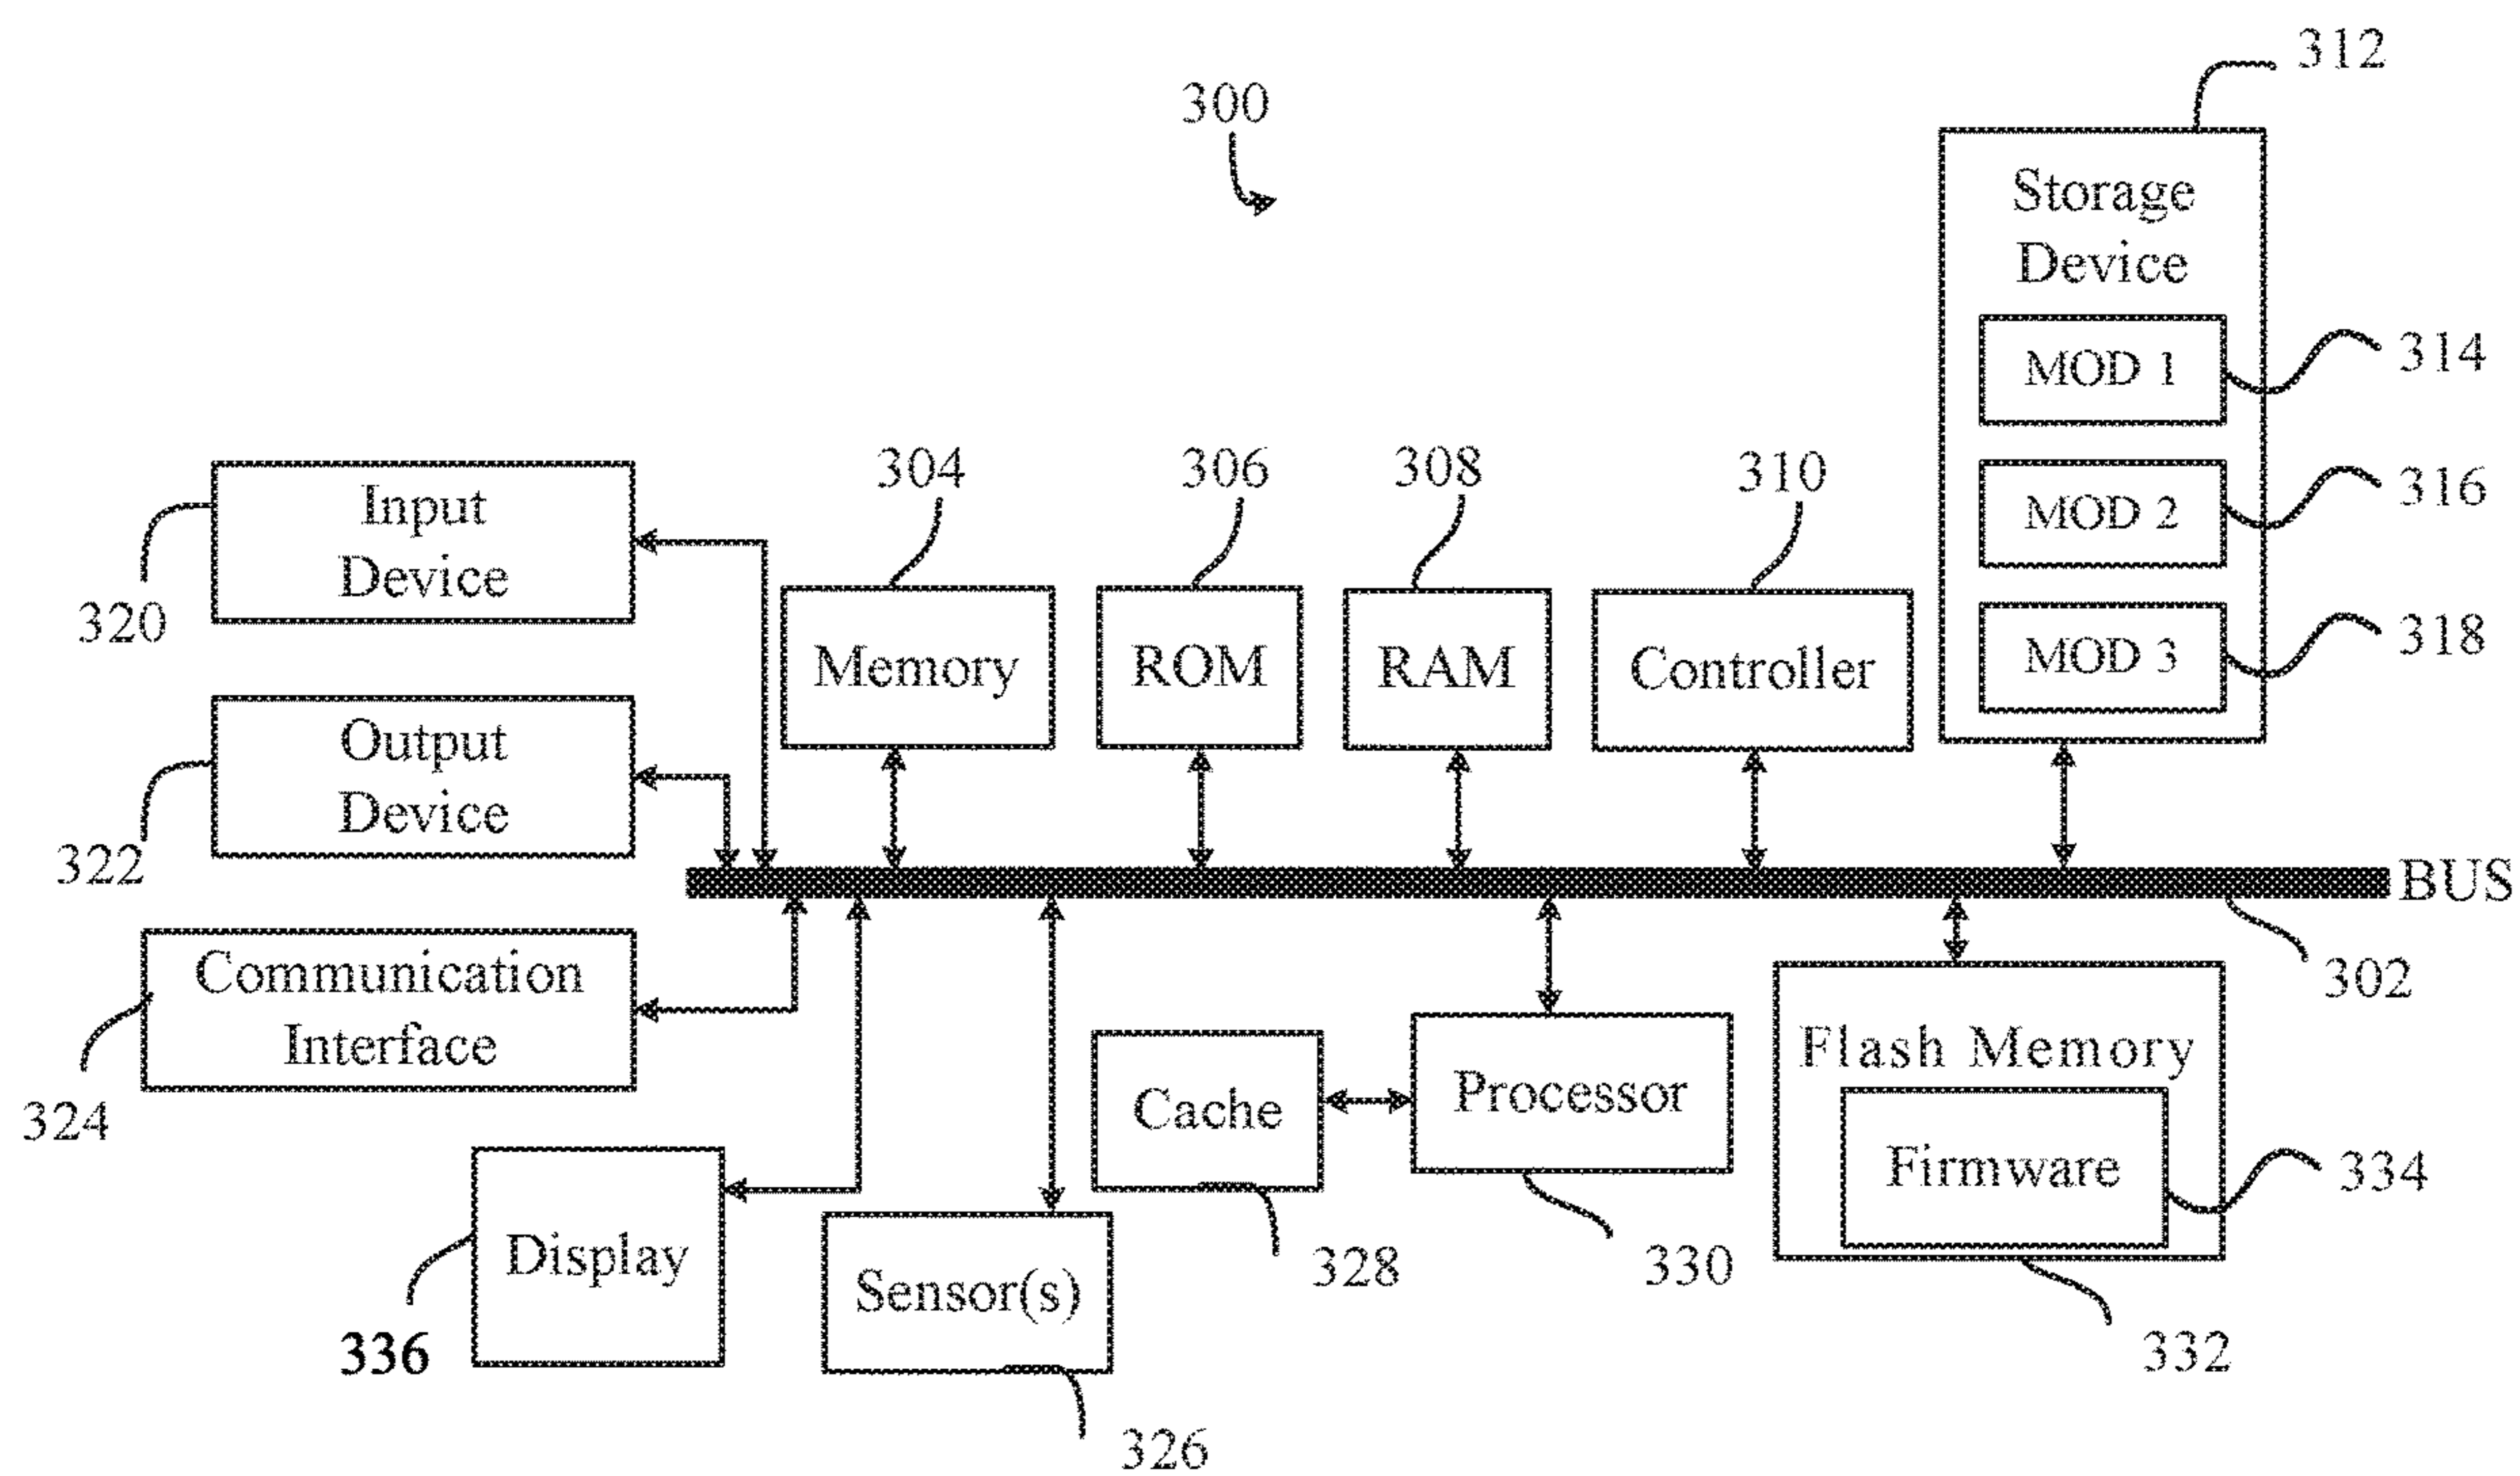 300
312
Storage
Device
MOD 1
314
MOD 2
316
MOD 3
318
304
306
308
310
Input
Device
320
Memory
ROM
RAM
Controller
Output
Device
322
BUS
302
Communication
Interface
324
Cache
328
Processor
330
Flash Memory
Firmware
334
332
Display
336
Sensor(s)
326